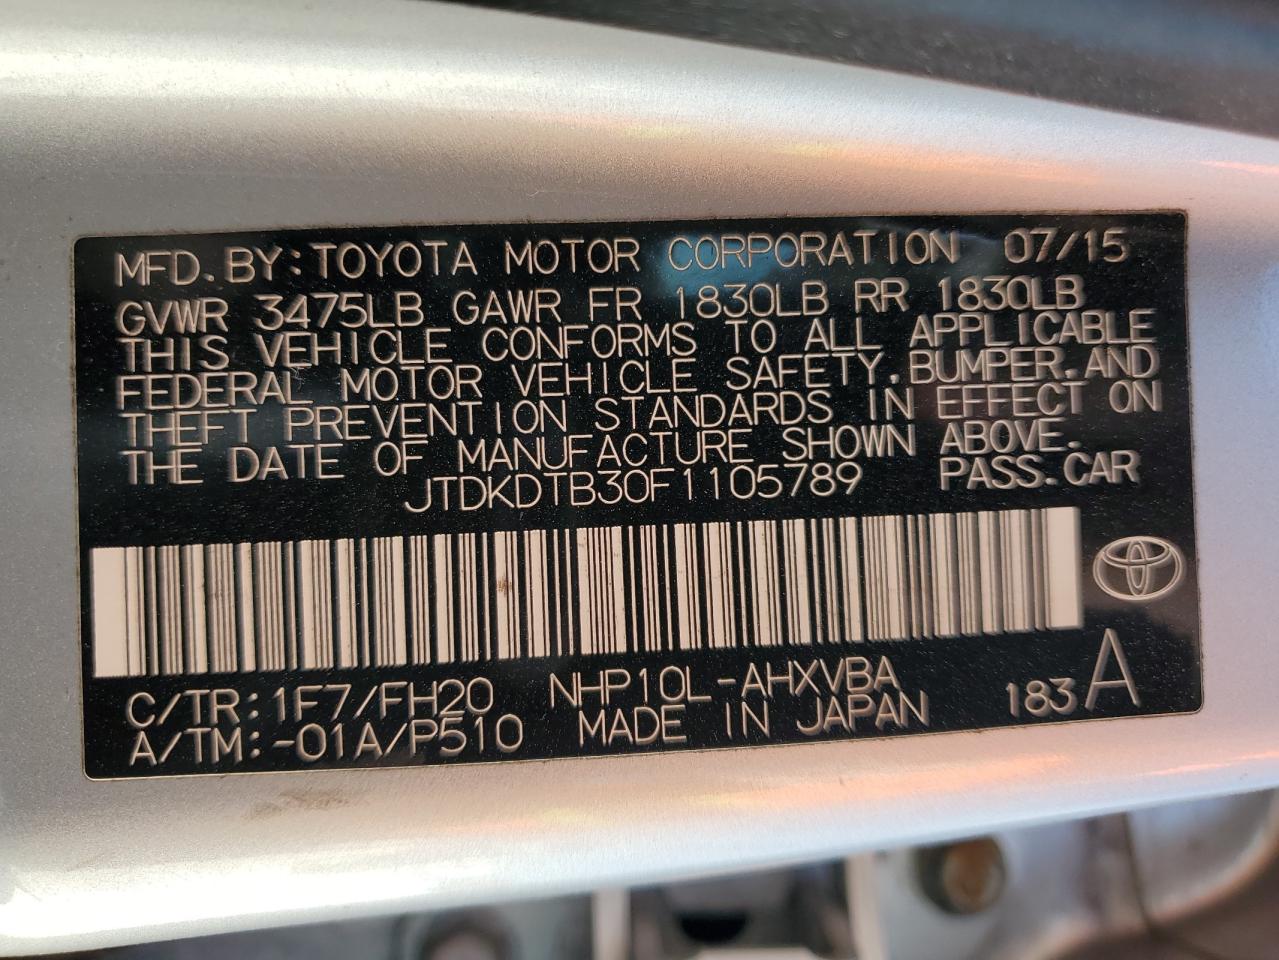 MFD. BY: TOYOTA MOTOR CORPORATION 07/15
GVWR 3475LB GAWR FR 1830LB RR 1830LB
THIS VEHICLE CONFORMS TO ALL APPLICABLE
FEDERAL MOTOR VEHICLE SAFETY, BUMPER, AND
THEFT PREVENTION STANDARDS IN EFFECT ON
THE DATE OF MANUFACTURE SHOWN ABOVE.
JTDKDTB30F1105789 PASS. CAR
C/TR: 1F7/FH20 NHP10L-AHXVBA
A/TM: -01A/P510 MADE IN JAPAN 183 A